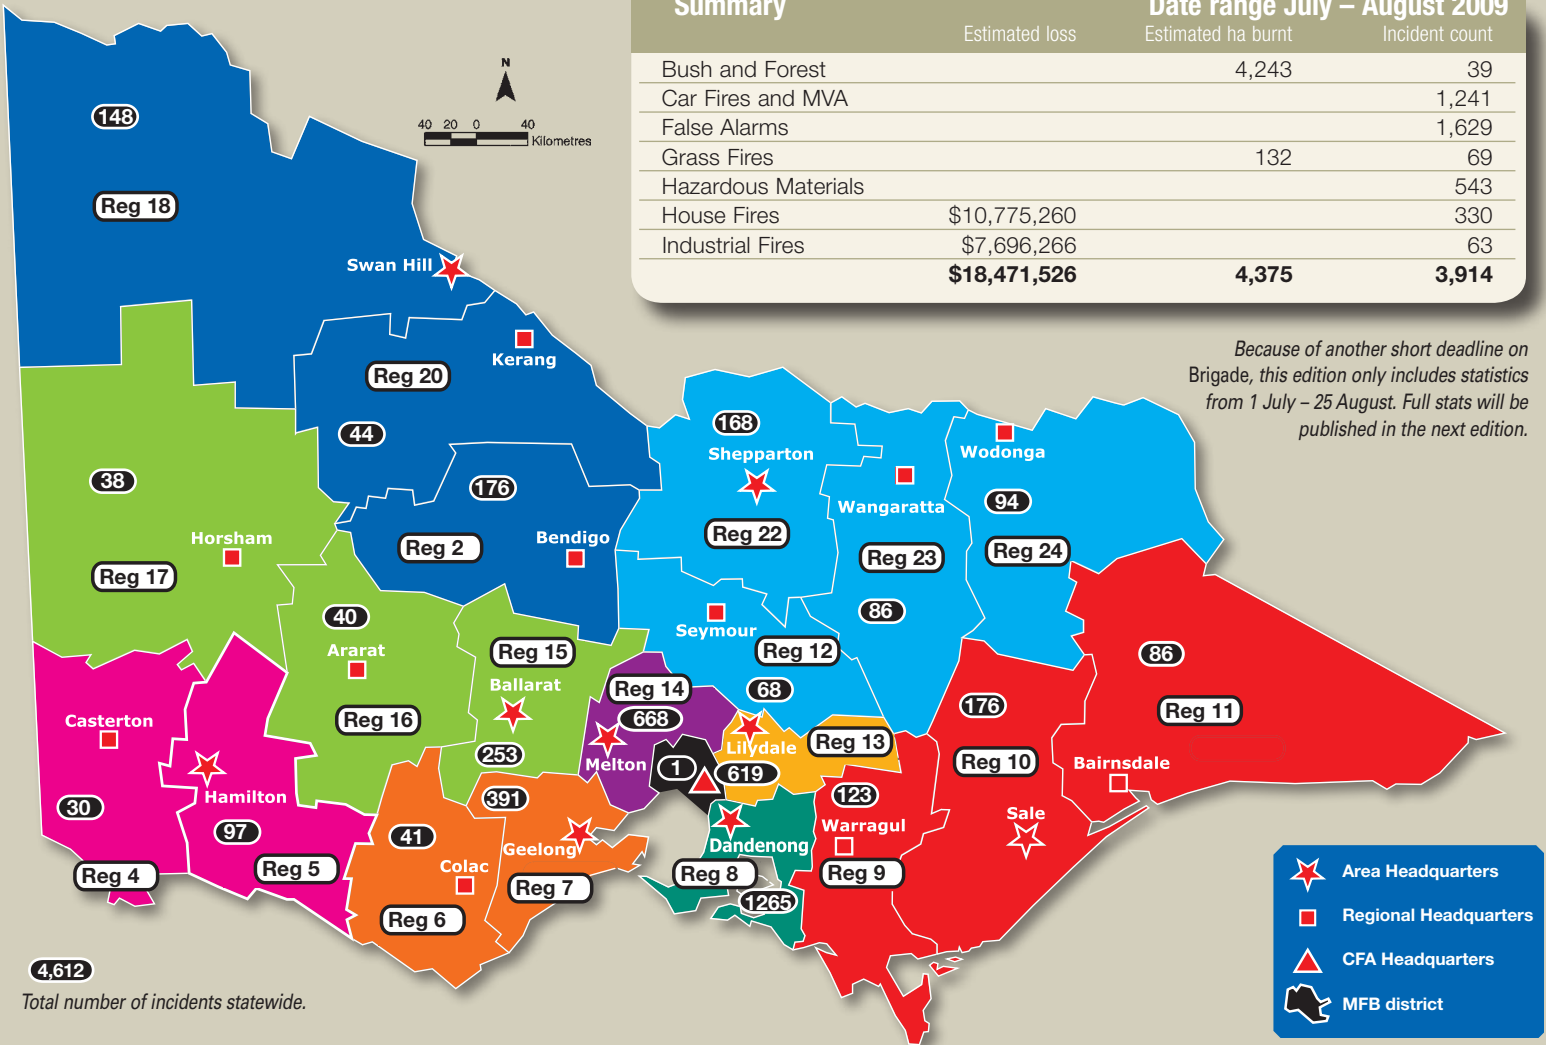 Summary Date range July – August 2009
Estimated loss Estimated ha burnt Incident count
Bush and Forest 4,243 39
Car Fires and MVA 1,241
False Alarms 1,629
Grass Fires 132 69
Hazardous Materials 543
House Fires $10,775,260 330
Industrial Fires $7,696,266 63
$18,471,526 4,375 3,914
Because of another short deadline on
Brigade, this edition only includes statistics
from 1 July – 25 August. Full stats will be
published in the next edition.
N
40 20 0 40
Kilometres
148
Reg 18
Swan Hill
Kerang
Reg 20
44
38
Horsham
Reg 17
176
Reg 2
Bendigo
168
Shepparton
Reg 22
Wangaratta
Reg 23
86
Wodonga
94
Reg 24
40
Ararat
Reg 16
Reg 15
Ballarat
253
Seymour
Reg 12
68
Reg 14
668
Melton
1
Lilydale
619
Reg 13
176
Reg 10
Sale
86
Reg 11
Bairnsdale
Casterton
30
Reg 4
Hamilton
97
Reg 5
41
Colac
Reg 6
391
Geelong
Reg 7
Dandenong
Reg 8
1265
123
Warragul
Reg 9
4,612
Total number of incidents statewide.
Area Headquarters
Regional Headquarters
CFA Headquarters
MFB district